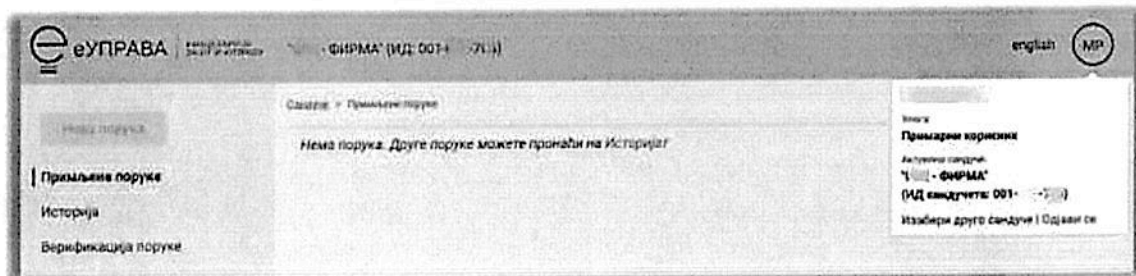 еУПРАВА
- ФИРМА" (ИД: 001-
english
МР
Сандуче > Примљене поруке
Нова порука
Нема порука. Друге поруке можете пронаћи на Историјат
Примљене поруке
Историја
Верификација поруке
Улога:
Примарни корисник
Актуелно сандуче:
- ФИРМА"
(ИД сандучета: 001-
Изабери друго сандуче | Одјави се